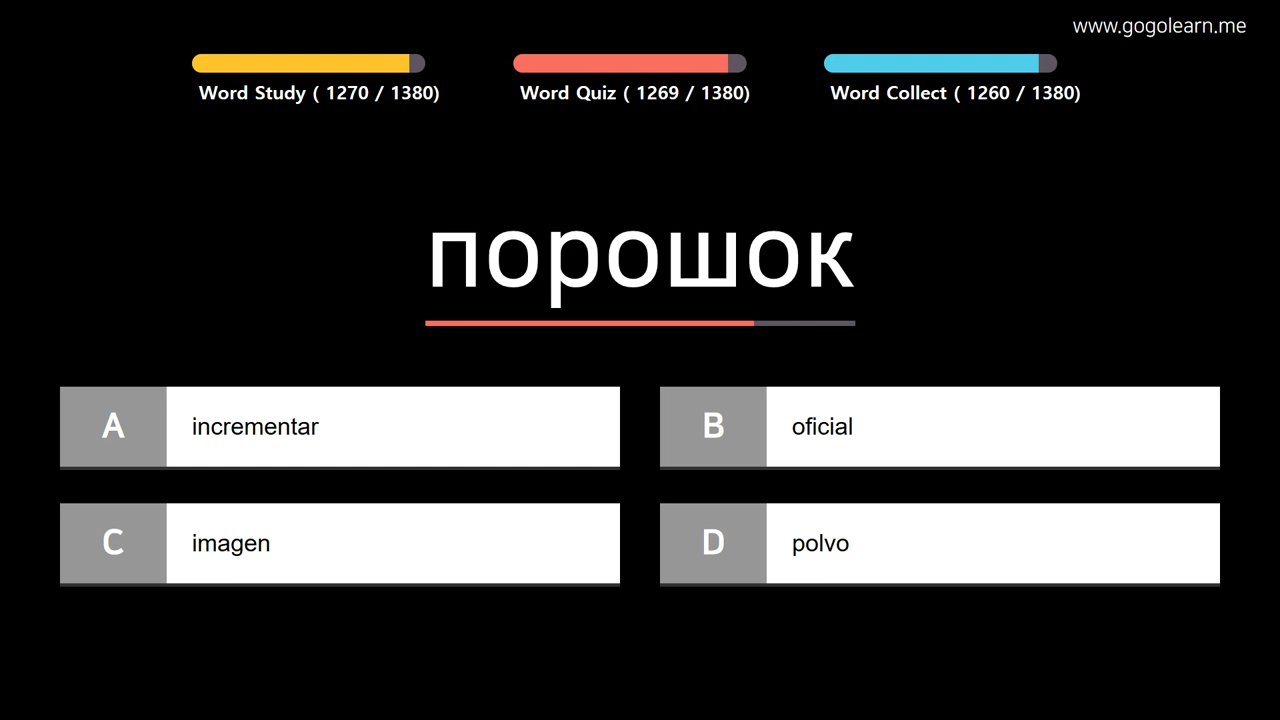 www.gogolearn.me
Word Study ( 1270 / 1380)
Word Quiz ( 1269 / 1380)
Word Collect ( 1260 / 1380)
порошок
A incrementar
B oficial
C imagen
D polvo